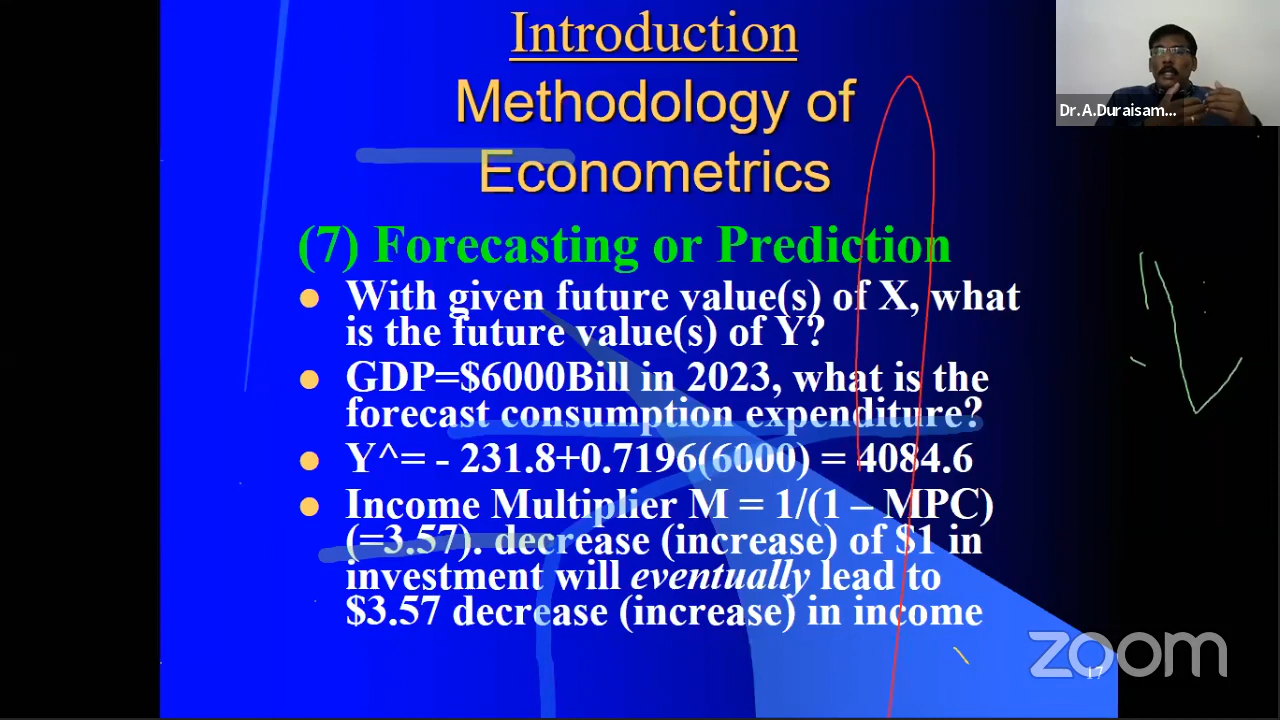 Introduction
Methodology of
Econometrics
(7) Forecasting or Prediction
With given future value(s) of X, what
is the future value(s) of Y?
GDP=$6000Bill in 2023, what is the
forecast consumption expenditure?
Y^= - 231.8+0.7196(6000) = 4084.6
Income Multiplier M = 1/(1 – MPC)
(=3.57). decrease (increase) of $1 in
investment will eventually lead to
$3.57 decrease (increase) in income
Dr.A.Duraisam...
zoom
17